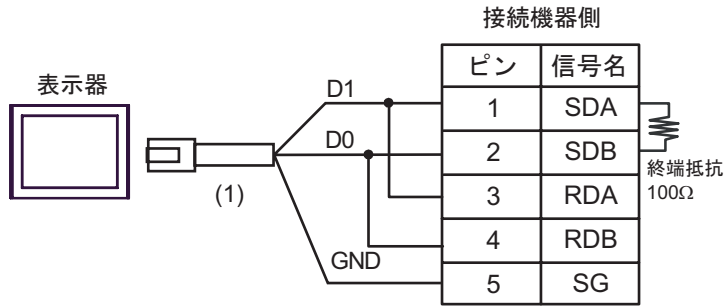 接続機器側
表示器
ピン 信号名
D1
1 SDA
D0
2 SDB
終端抵抗
100Ω
(1)
3 RDA
4 RDB
GND
5 SG